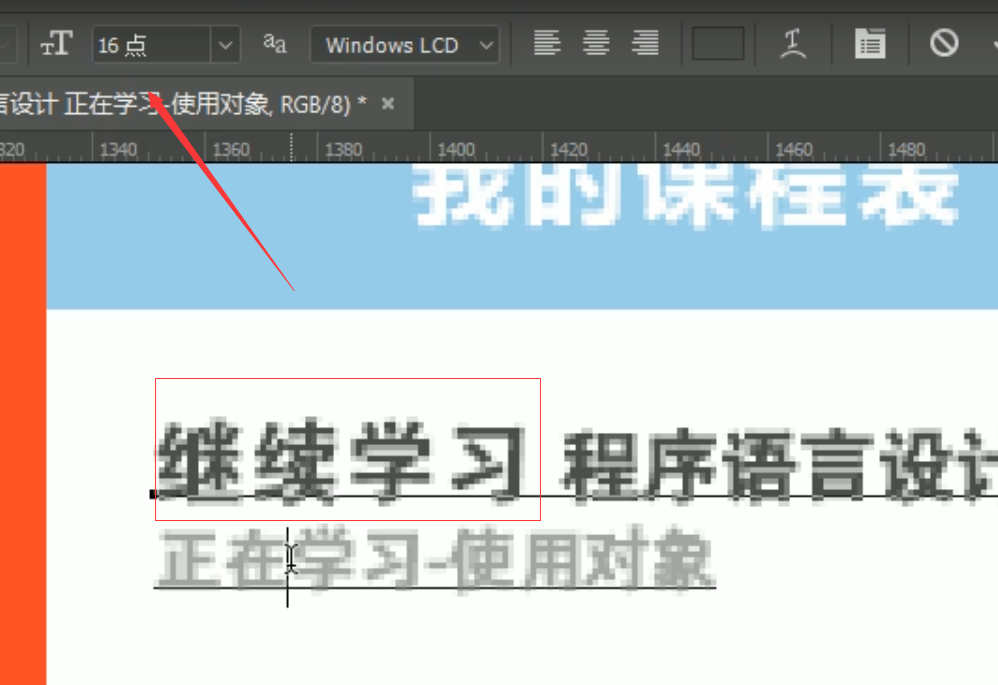 16 点 aa Windows LCD
言设计 正在学习-使用对象, RGB/8) * ×
320 1340 1360 1380 1400 1420 1440 1460 1480
我的课程表
继续学习 程序语言设计
正在学习-使用对象